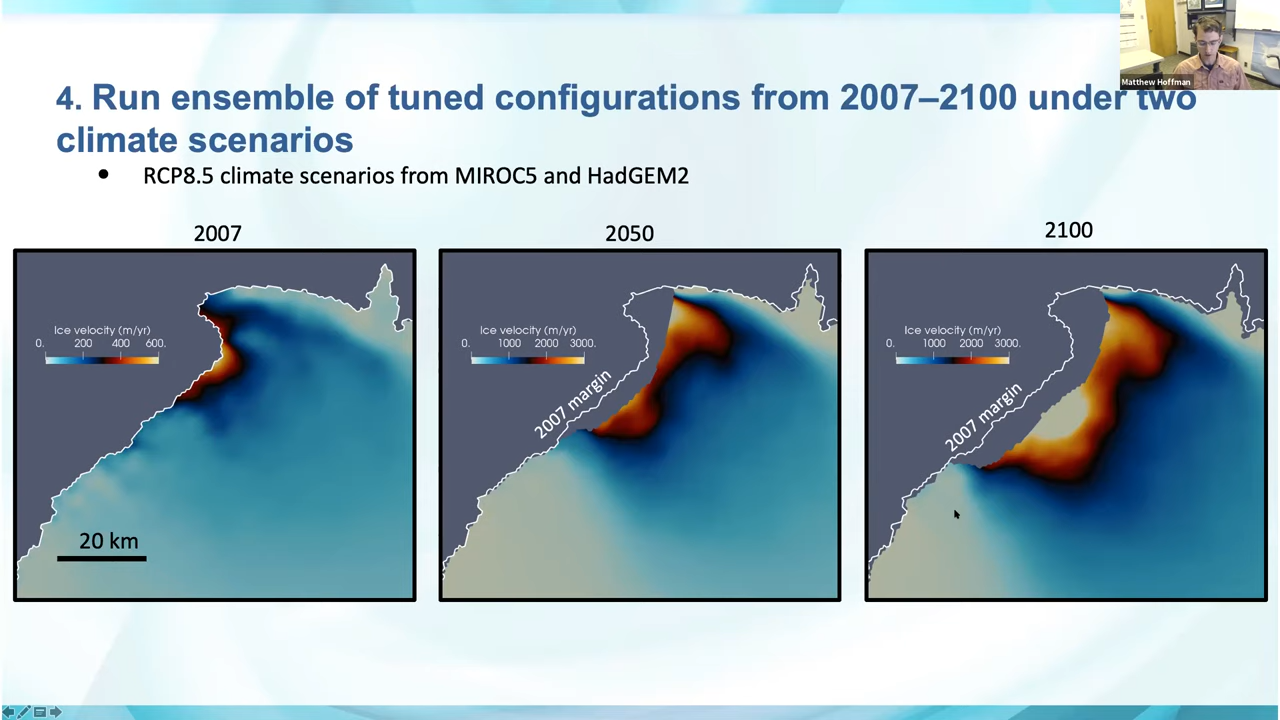 Matthew Hoffman
4. Run ensemble of tuned configurations from 2007–2100 under two
climate scenarios
● RCP8.5 climate scenarios from MIROC5 and HadGEM2
2007
Ice velocity (m/yr)
0. 200 400 600.
20 km
2050
Ice velocity (m/yr)
0. 1000 2000 3000.
2007 margin
2100
Ice velocity (m/yr)
0. 1000 2000 3000.
2007 margin